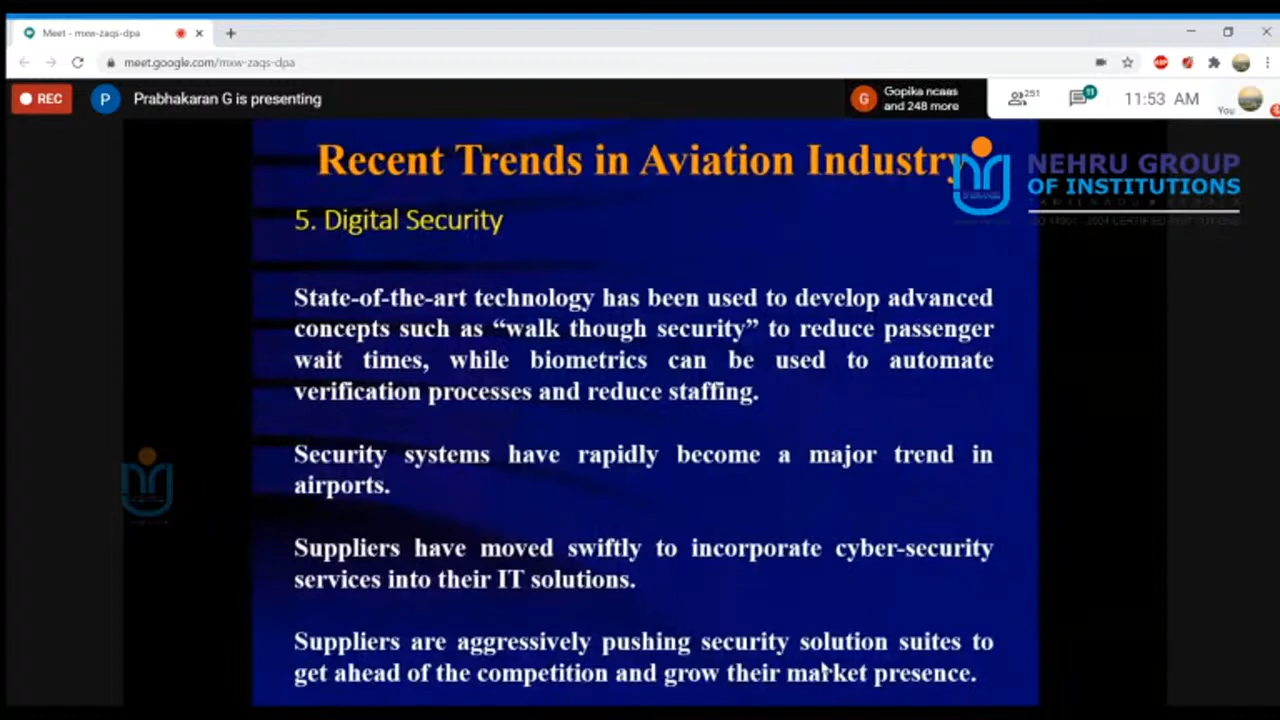 Meet - mxw-zaqs-dpa
meet.google.com/mxw-zaqs-dpa
ABP
REC
P
Prabhakaran G is presenting
G
Gopika ncaas
and 248 more
251
11
11:53 AM
You
Recent Trends in Aviation Industry
NEHRU GROUP
OF INSTITUTIONS
TAMILNADU KERALA
5. Digital Security
State-of-the-art technology has been used to develop advanced
concepts such as “walk though security” to reduce passenger
wait times, while biometrics can be used to automate
verification processes and reduce staffing.
Security systems have rapidly become a major trend in
airports.
Suppliers have moved swiftly to incorporate cyber-security
services into their IT solutions.
Suppliers are aggressively pushing security solution suites to
get ahead of the competition and grow their market presence.